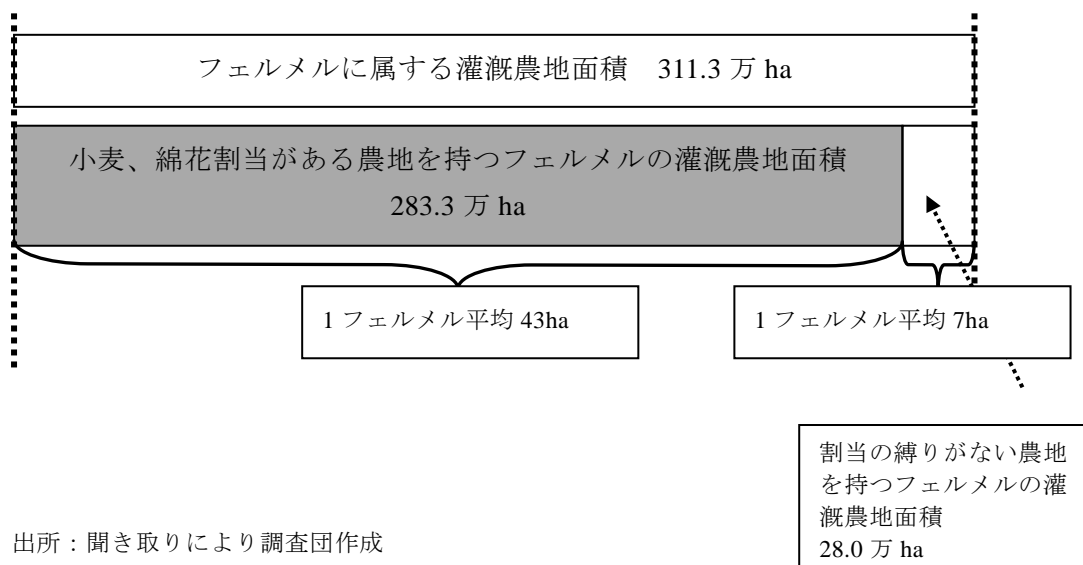 フェルメルに属する灌漑農地面積　311.3 万 ha
小麦、綿花割当がある農地を持つフェルメルの灌漑農地面積
283.3 万 ha
1 フェルメル平均 43ha
1 フェルメル平均 7ha
割当の縛りがない農地
を持つフェルメルの灌
漑農地面積
28.0 万 ha
出所：聞き取りにより調査団作成